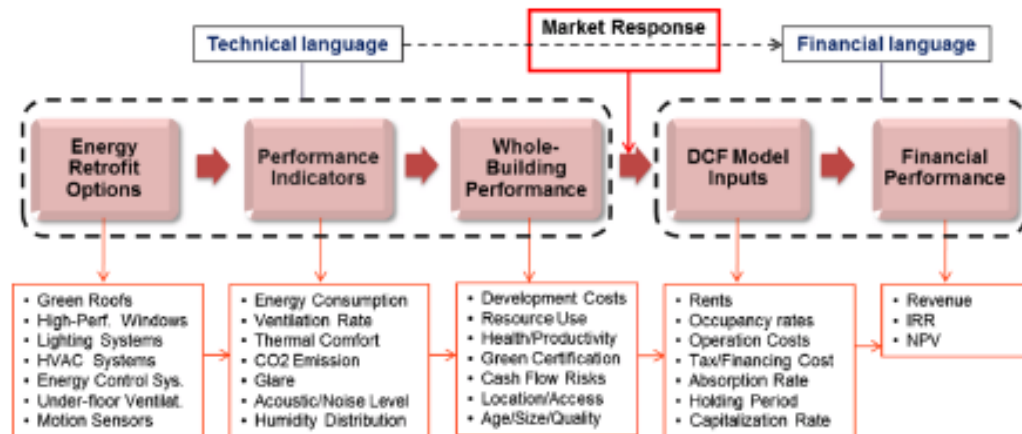 Technical language
Market Response
Financial language
Energy
Retrofit
Options
Performance
Indicators
Whole-
Building
Performance
DCF Model
Inputs
Financial
Performance
• Green Roofs
• High-Perf. Windows
• Lighting Systems
• HVAC Systems
• Energy Control Sys.
• Under-floor Ventilat.
• Motion Sensors
• Energy Consumption
• Ventilation Rate
• Thermal Comfort
• CO2 Emission
• Glare
• Acoustic/Noise Level
• Humidity Distribution
• Development Costs
• Resource Use
• Health/Productivity
• Green Certification
• Cash Flow Risks
• Location/Access
• Age/Size/Quality
• Rents
• Occupancy rates
• Operation Costs
• Tax/Financing Cost
• Absorption Rate
• Holding Period
• Capitalization Rate
• Revenue
• IRR
• NPV